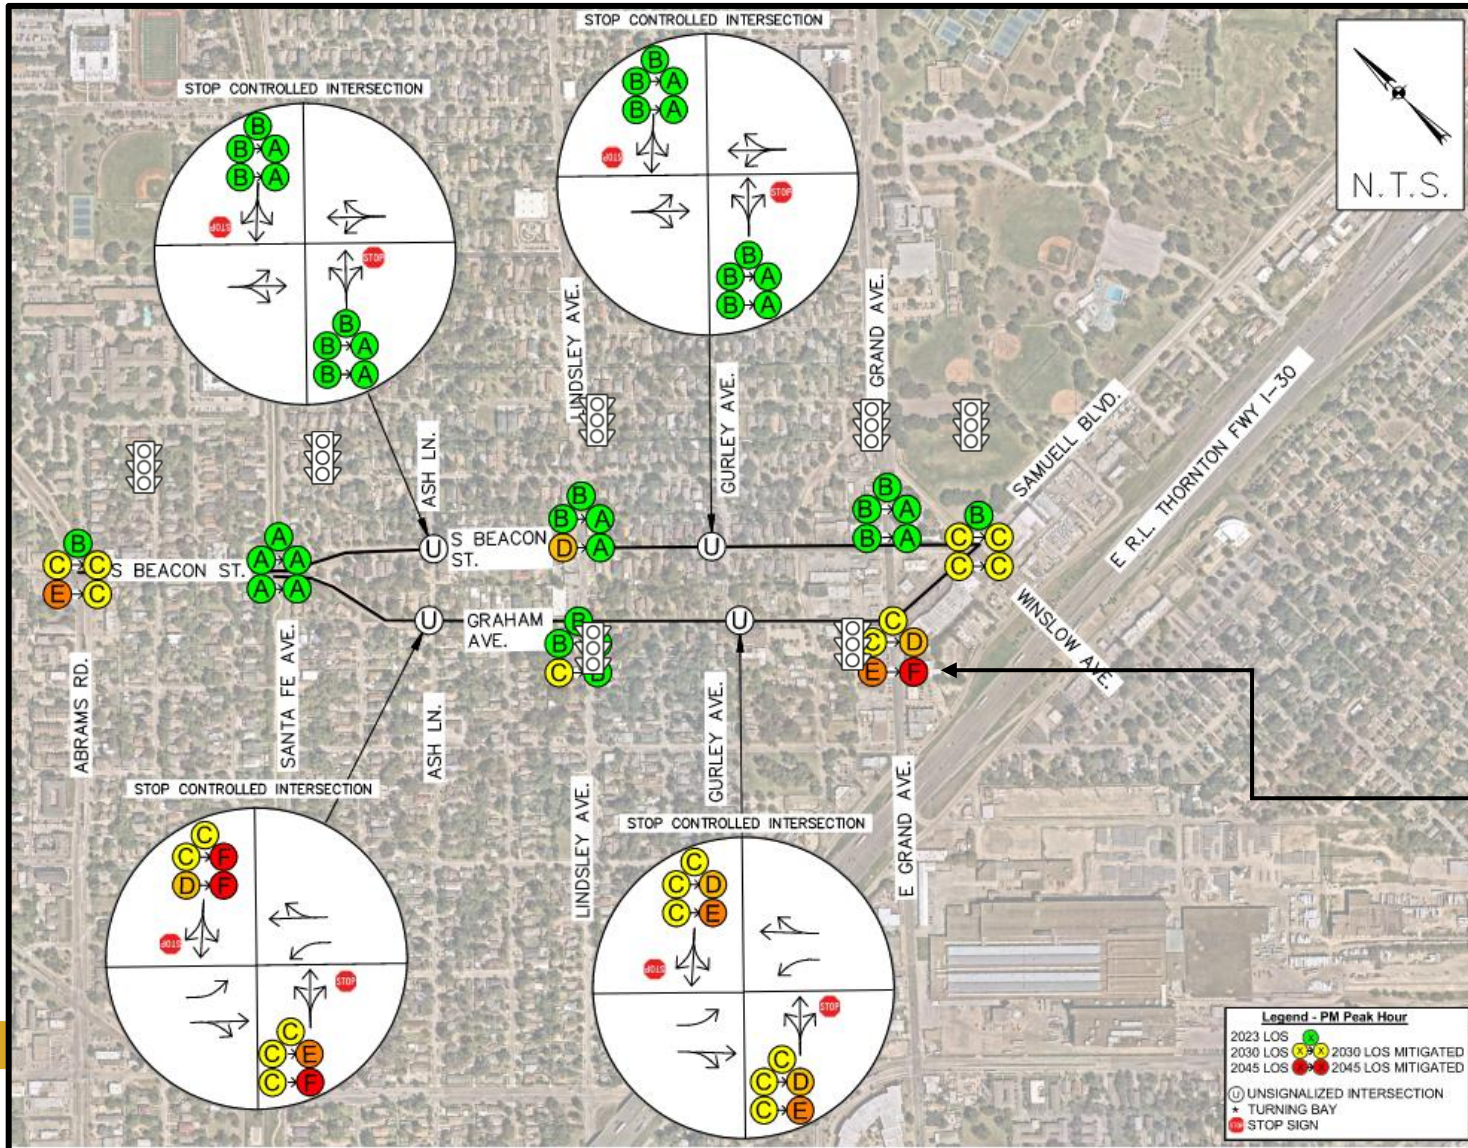 STOP CONTROLLED INTERSECTION
B
B A
B A
STOP
STOP
B
B A
B A
STOP CONTROLLED INTERSECTION
B
B A
B A
STOP
STOP
B
B A
B A
N.T.S.
LINDSLEY AVE.
GRAND AVE.
ASH LN.
GURLEY AVE.
SAMUELL BLVD.
E R.L. THORNTON FWY I-30
WINSLOW AVE.
B
C C
E C
S BEACON ST.
A
A A
A A
U
S BEACON
ST.
B
B A
D A
U
B
B A
B A
B
C C
C C
U
GRAHAM
AVE.
B
B
C
U
C
C D
E F
ABRAMS RD.
SANTA FE AVE.
ASH LN.
LINDSLEY AVE.
GURLEY AVE.
E GRAND AVE.
STOP CONTROLLED INTERSECTION
C
C F
D F
STOP
STOP
C
C E
C F
STOP CONTROLLED INTERSECTION
C
C D
C E
STOP
STOP
C
C D
C E
Legend - PM Peak Hour
2023 LOS X
2030 LOS X X 2030 LOS MITIGATED
2045 LOS X X 2045 LOS MITIGATED
U UNSIGNALIZED INTERSECTION
* TURNING BAY
STOP STOP SIGN